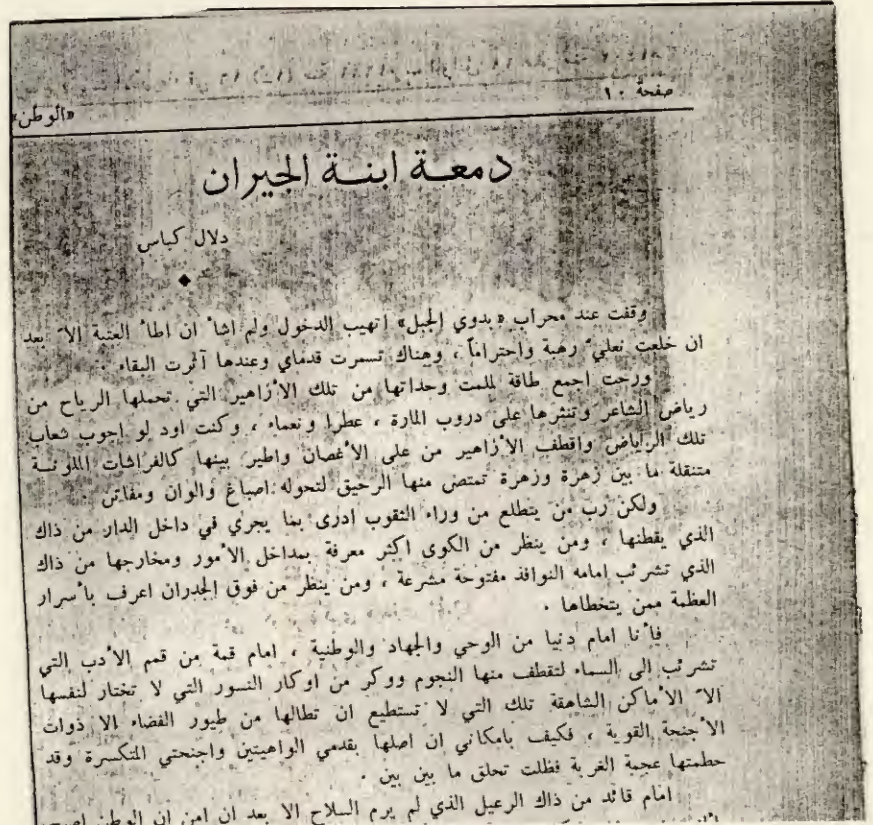 صفحة ١٠
«الوطن»
دمعــة ابنــة الجيران
دلال كباس
وقفت عند محراب «بدوي الجبل» اتهيب الدخول ولم اشأ ان اطأ العتبة الا بعد
ان خلعت نعلي رهبة واحتراماً ، وهناك تسمرت قدماي وعندها آثرت البقاء .
ورحت اجمع طاقة لملمت وحداتها من تلك الأزاهير التي تحملها الرياح من
رياض الشاعر وتنثرها على دروب المارة ، عطرا ونعماء ، وكنت اود لو اجوب شعاب
تلك الرياض واقطف الأزاهير من على الأغصان واطير بينها كالفراشات الملونــة
متنقلة ما بين زهرة وزهرة تمتص منها الرحيق لتحوله اصباغ والوان ومفاتن .
ولكن رب من يتطلع من وراء الثقوب ادرى بما يجري في داخل الدار من ذاك
الذي يقطنها ، ومن ينظر من الكوى اكثر معرفة بمداخل الأمور ومخارجها من ذاك
الذي تشرئب امامه النوافذ مفتوحة مشرعة ، ومن ينظر من فوق الجدران اعرف بأسرار
العظمة ممن يتخطاها .
فأنا امام دنيا من الوحي والجهاد والوطنية ، امام قمة من قمم الأدب التي
تشرئب الى السماء لتقطف منها النجوم ووكر من اوكار النسور التي لا تختار لنفسها
الا الأماكن الشاهقة تلك التي لا تستطيع ان تطالها من طيور الفضاء الا ذوات
الأجنحة القوية ، فكيف بامكاني ان اصلها بقدمي الواهيتين واجنحتي المتكسرة وقد
حطمتها عجمة الغربة فظلت تحلق ما بين بين .
امام قائد من ذاك الرعيل الذي لم يرم السلاح الا بعد ان امن ان الوطن اصبح